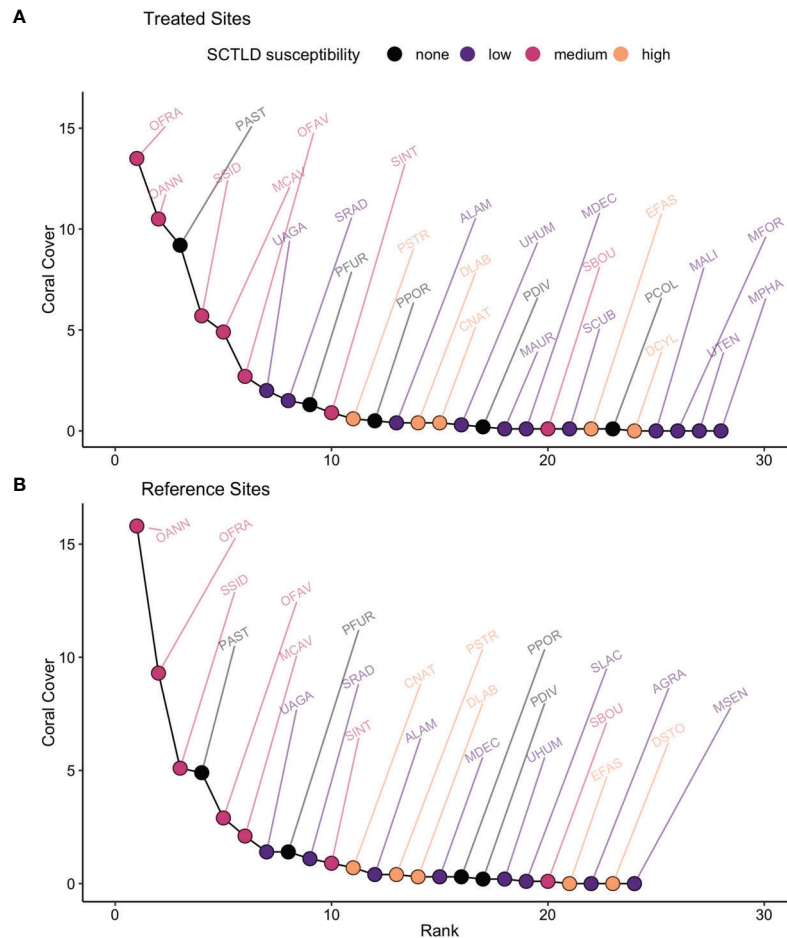 A
Treated Sites
SCTLD susceptibility none low medium high
15
10
5
0
Coral Cover
OFRA
PAST
OFAV
OANN
SSID
MCAV
SINT
UAGA
SRAD
PFUR
PSTR
PPOR
ALAM
DLAB
CNAT
UHUM
PDIV
MAUR
MDEC
SBOU
SCUB
EFAS
PCOL
DCYL
MALI
MFOR
UTEN
MPHA
0 10 20 30
B
Reference Sites
15
10
5
0
Coral Cover
OANN
OFRA
SSID
PAST
OFAV
MCAV
UAGA
PFUR
SRAD
SINT
CNAT
ALAM
PSTR
DLAB
MDEC
PPOR
PDIV
UHUM
SLAC
SBOU
EFAS
AGRA
DSTO
MSEN
0 10 20 30
Rank